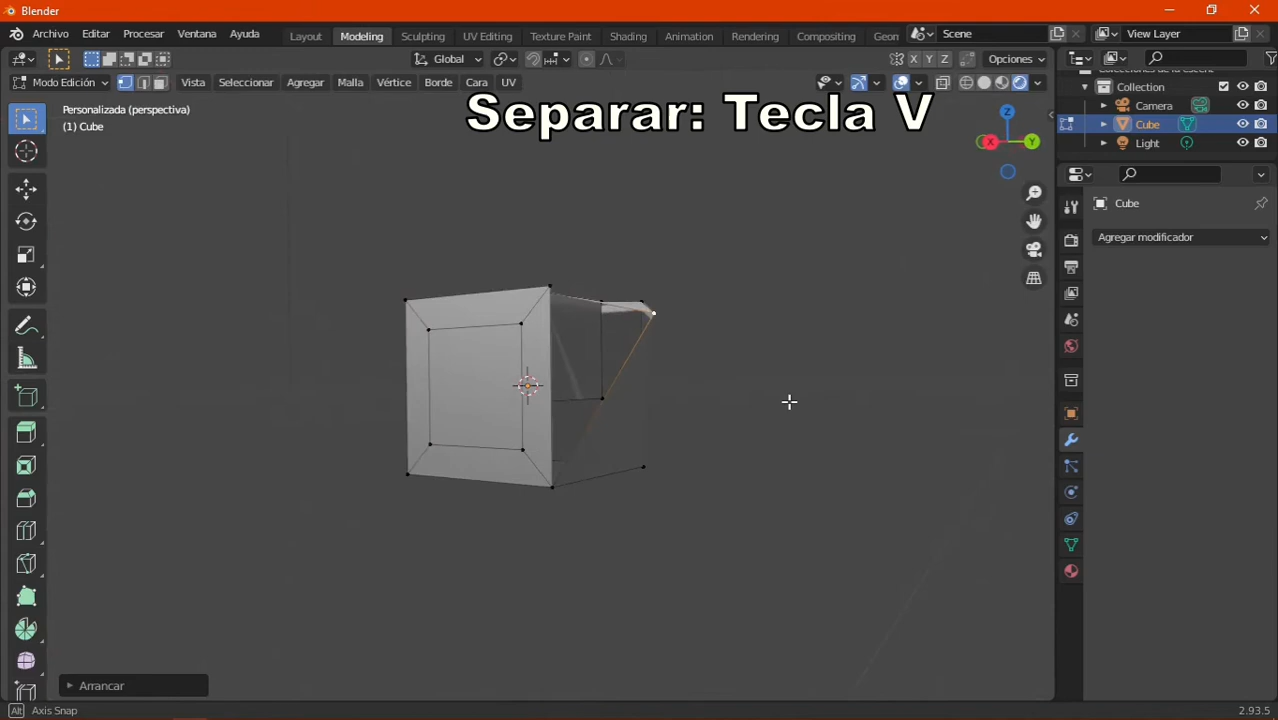 Blender
Archivo Editar Procesar Ventana Ayuda Layout Modeling Sculpting UV Editing Texture Paint Shading Animation Rendering Compositing Geom Scene View Layer
Global X Y Z Opciones
Modo Edición Vista Seleccionar Agregar Malla Vértice Borde Cara UV
Personalizada (perspectiva)
(1) Cube
Separar: Tecla V
Z
X Y
Collection
Camera
Cube
Light
Cube
Agregar modificador
Arrancar
Alt Axis Snap
2.93.5